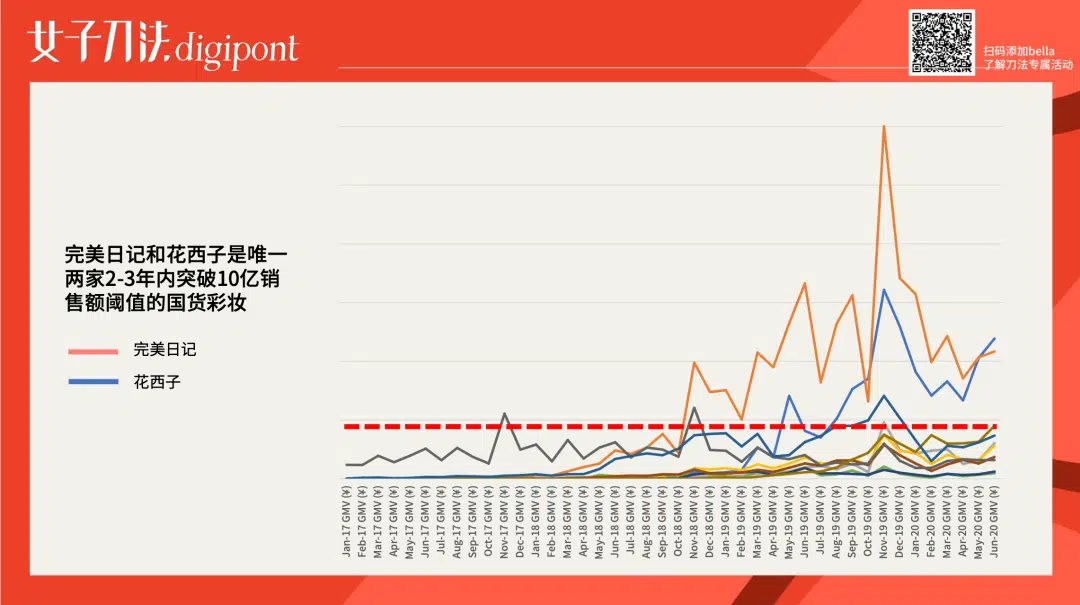 女子刀法 digipont
扫码添加bella
了解刀法专属活动
完美日记和花西子是唯一
两家2-3年内突破10亿销
售额阈值的国货彩妆
完美日记
花西子
Jan-17 GMV (¥)
Feb-17 GMV (¥)
Mar-17 GMV (¥)
Apr-17 GMV (¥)
May-17 GMV (¥)
Jun-17 GMV (¥)
Jul-17 GMV (¥)
Aug-17 GMV (¥)
Sep-17 GMV (¥)
Oct-17 GMV (¥)
Nov-17 GMV (¥)
Dec-17 GMV (¥)
Jan-18 GMV (¥)
Feb-18 GMV (¥)
Mar-18 GMV (¥)
Apr-18 GMV (¥)
May-18 GMV (¥)
Jun-18 GMV (¥)
Jul-18 GMV (¥)
Aug-18 GMV (¥)
Sep-18 GMV (¥)
Oct-18 GMV (¥)
Nov-18 GMV (¥)
Dec-18 GMV (¥)
Jan-19 GMV (¥)
Feb-19 GMV (¥)
Mar-19 GMV (¥)
Apr-19 GMV (¥)
May-19 GMV (¥)
Jun-19 GMV (¥)
Jul-19 GMV (¥)
Aug-19 GMV (¥)
Sep-19 GMV (¥)
Oct-19 GMV (¥)
Nov-19 GMV (¥)
Dec-19 GMV (¥)
Jan-20 GMV (¥)
Feb-20 GMV (¥)
Mar-20 GMV (¥)
Apr-20 GMV (¥)
May-20 GMV (¥)
Jun-20 GMV (¥)